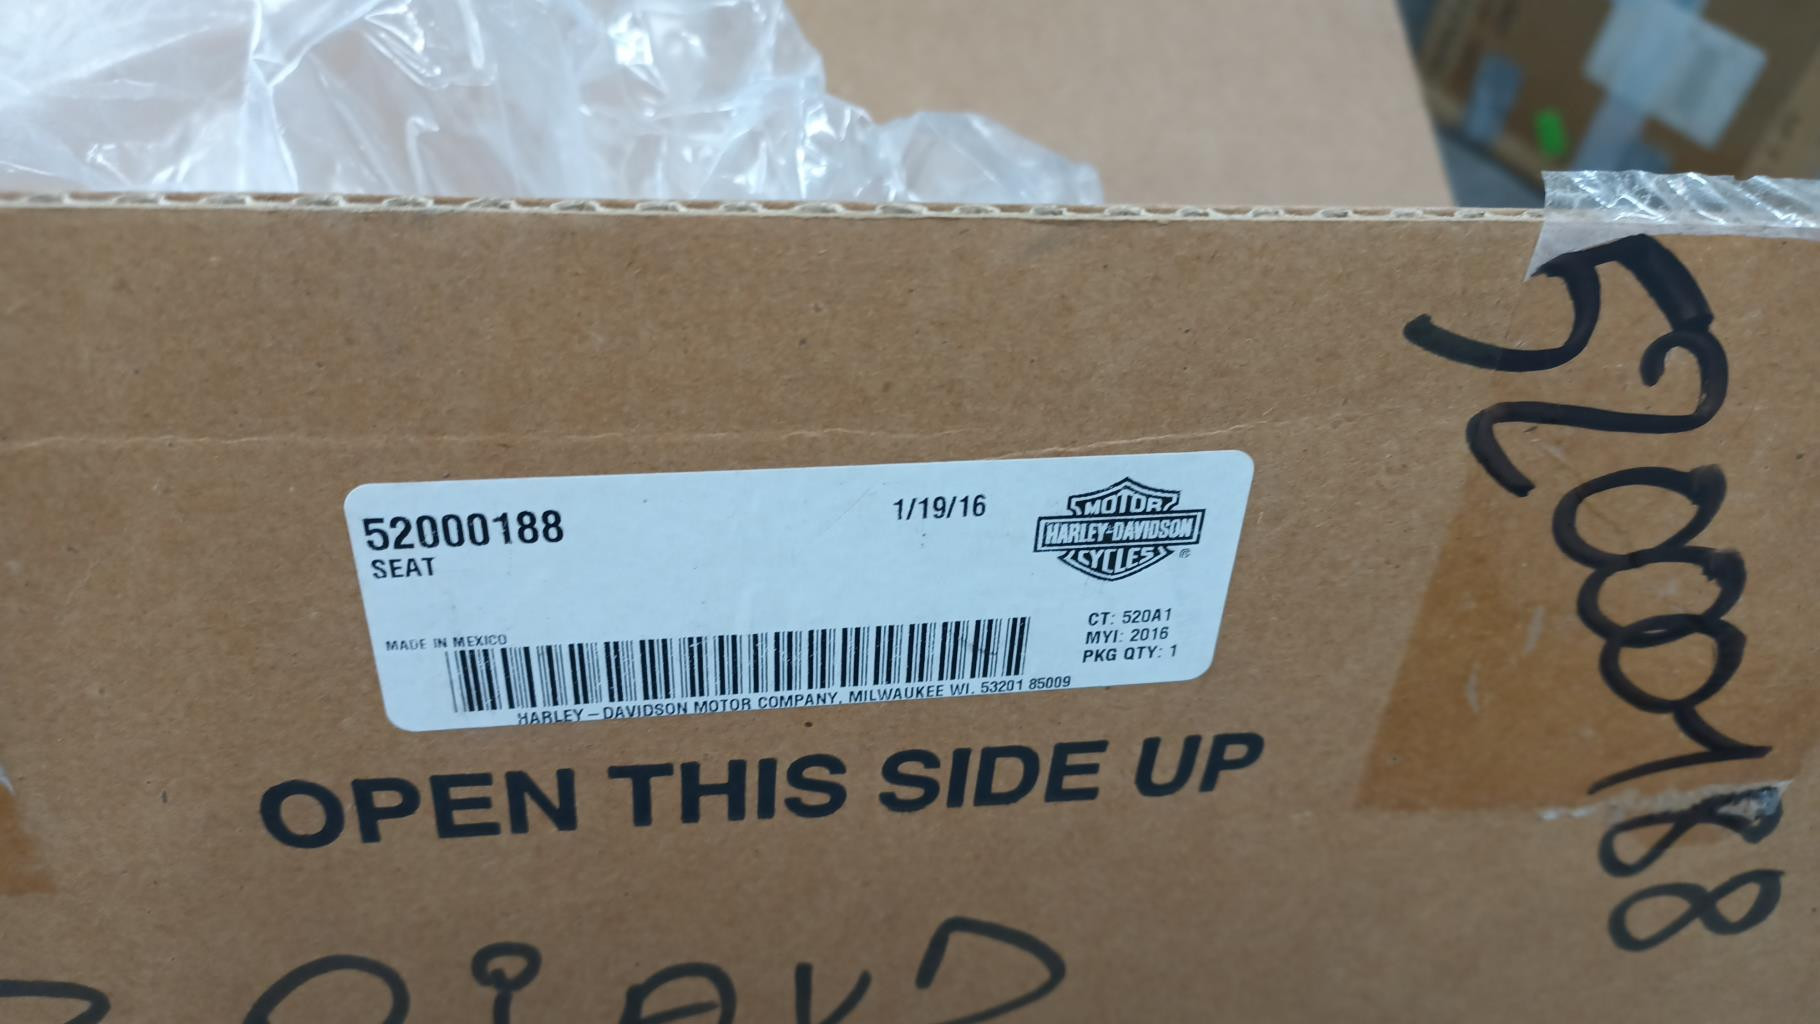 52000188
SEAT
1/19/16
MOTOR
HARLEY-DAVIDSON
CYCLES
®
MADE IN MEXICO
CT: 520A1
MYI: 2016
PKG QTY: 1
HARLEY-DAVIDSON MOTOR COMPANY, MILWAUKEE WI. 53201 85009
OPEN THIS SIDE UP
52000188